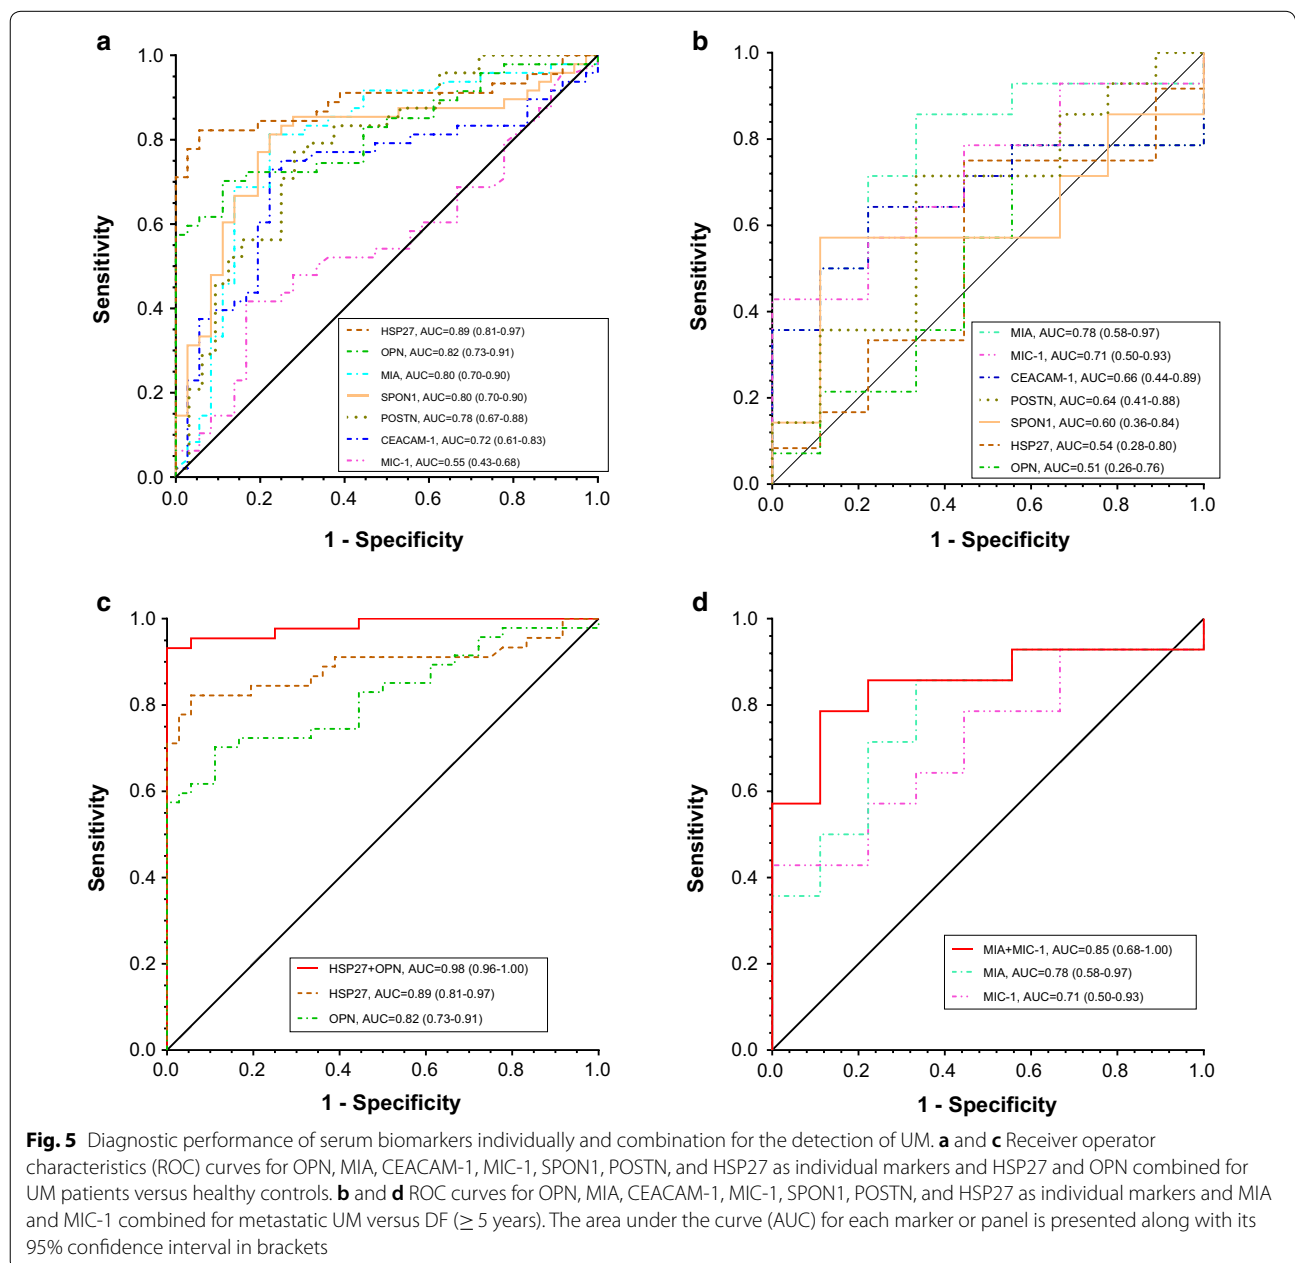 a
1.0
0.8
0.6
0.4
0.2
0.0
Sensitivity
0.0 0.2 0.4 0.6 0.8 1.0
1 - Specificity
HSP27, AUC=0.89 (0.81-0.97)
OPN, AUC=0.82 (0.73-0.91)
MIA, AUC=0.80 (0.70-0.90)
SPON1, AUC=0.80 (0.70-0.90)
POSTN, AUC=0.78 (0.67-0.88)
CEACAM-1, AUC=0.72 (0.61-0.83)
MIC-1, AUC=0.55 (0.43-0.68)
b
1.0
0.8
0.6
0.4
0.2
0.0
Sensitivity
0.0 0.2 0.4 0.6 0.8 1.0
1 - Specificity
MIA, AUC=0.78 (0.58-0.97)
MIC-1, AUC=0.71 (0.50-0.93)
CEACAM-1, AUC=0.66 (0.44-0.89)
POSTN, AUC=0.64 (0.41-0.88)
SPON1, AUC=0.60 (0.36-0.84)
HSP27, AUC=0.54 (0.28-0.80)
OPN, AUC=0.51 (0.26-0.76)
c
1.0
0.8
0.6
0.4
0.2
0.0
Sensitivity
0.0 0.2 0.4 0.6 0.8 1.0
1 - Specificity
HSP27+OPN, AUC=0.98 (0.96-1.00)
HSP27, AUC=0.89 (0.81-0.97)
OPN, AUC=0.82 (0.73-0.91)
d
1.0
0.8
0.6
0.4
0.2
0.0
Sensitivity
0.0 0.2 0.4 0.6 0.8 1.0
1 - Specificity
MIA+MIC-1, AUC=0.85 (0.68-1.00)
MIA, AUC=0.78 (0.58-0.97)
MIC-1, AUC=0.71 (0.50-0.93)
Fig. 5 Diagnostic performance of serum biomarkers individually and combination for the detection of UM. a and c Receiver operator
characteristics (ROC) curves for OPN, MIA, CEACAM-1, MIC-1, SPON1, POSTN, and HSP27 as individual markers and HSP27 and OPN combined for
UM patients versus healthy controls. b and d ROC curves for OPN, MIA, CEACAM-1, MIC-1, SPON1, POSTN, and HSP27 as individual markers and MIA
and MIC-1 combined for metastatic UM versus DF (≥ 5 years). The area under the curve (AUC) for each marker or panel is presented along with its
95% confidence interval in brackets